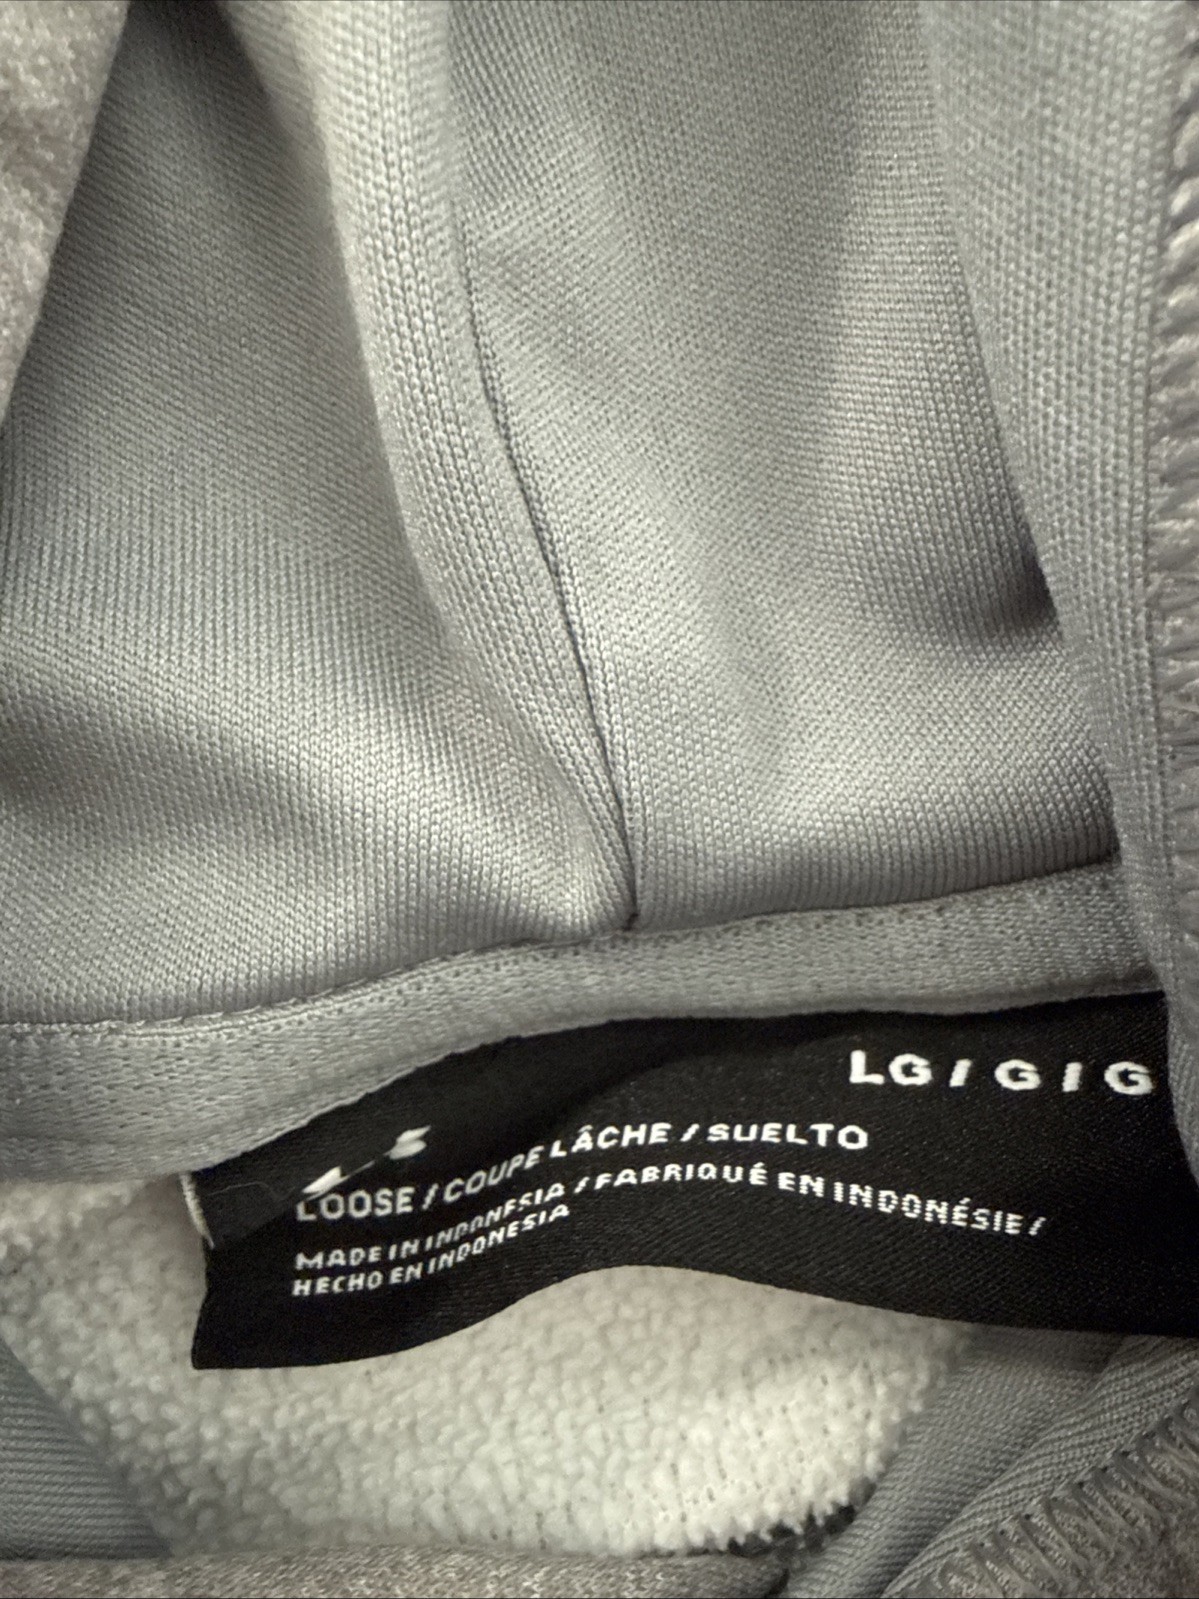 LG / G / G
LOOSE / COUPE LÂCHE / SUELTO
MADE IN INDONESIA / FABRIQUÉ EN INDONÉSIE /
HECHO EN INDONESIA